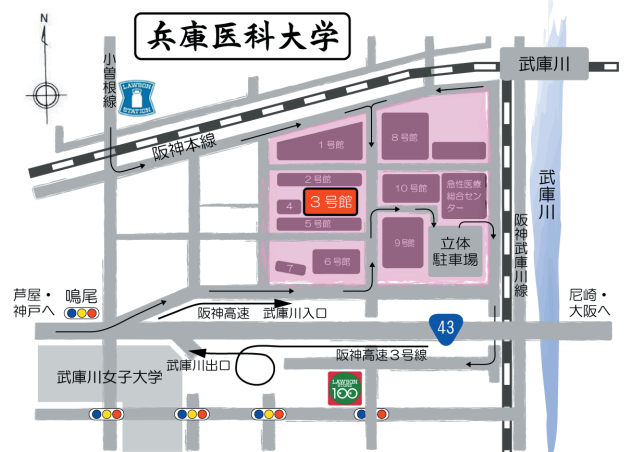 N
兵庫医科大学
武庫川
小曽根線
LAWSON
STATION
阪神本線
1号館
8号館
2号館
3号館
4
5号館
10号館
急性医療
総合セン
ター
9号館
立体
駐車場
6号館
7
武庫川
阪神武庫川線
芦屋・
神戸へ
鳴尾
阪神高速 武庫川入口
43
尼崎・
大阪へ
武庫川出口
阪神高速3号線
武庫川女子大学
LAWSON
100